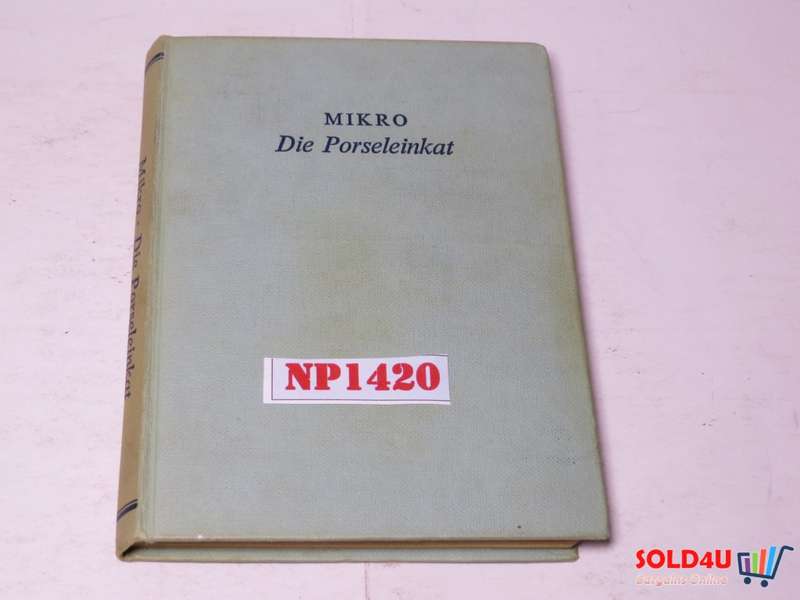 MIKRO
Die Porseleinkat
Mikro - Die Porseleinkat
NP1420
SOLD4U
Bargains Online